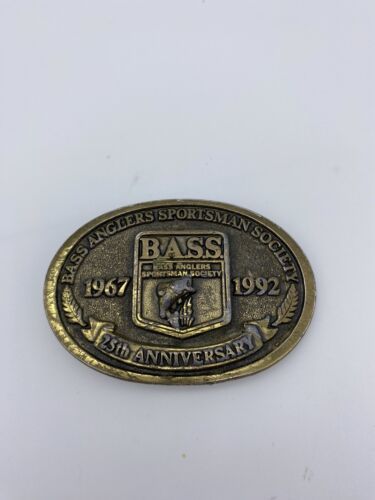 BASS ANGLERS SPORTSMAN SOCIETY
B.A.S.S.
BASS ANGLERS
SPORTSMAN SOCIETY
1967 1992
25th ANNIVERSARY